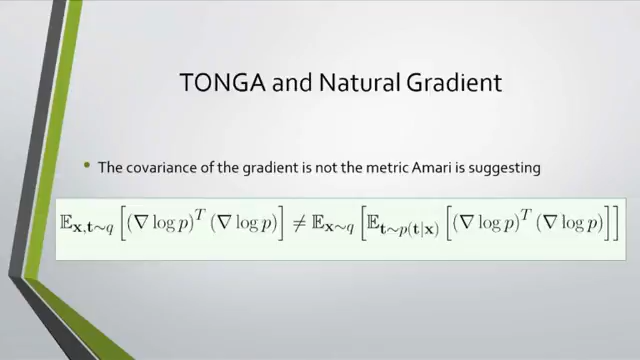 TONGA and Natural Gradient
• The covariance of the gradient is not the metric Amari is suggesting
𝔼_{x,t∼q} [(∇ log p)^T (∇ log p)] ≠ 𝔼_{x∼q} [𝔼_{t∼p(t|x)} [(∇ log p)^T (∇ log p)]]